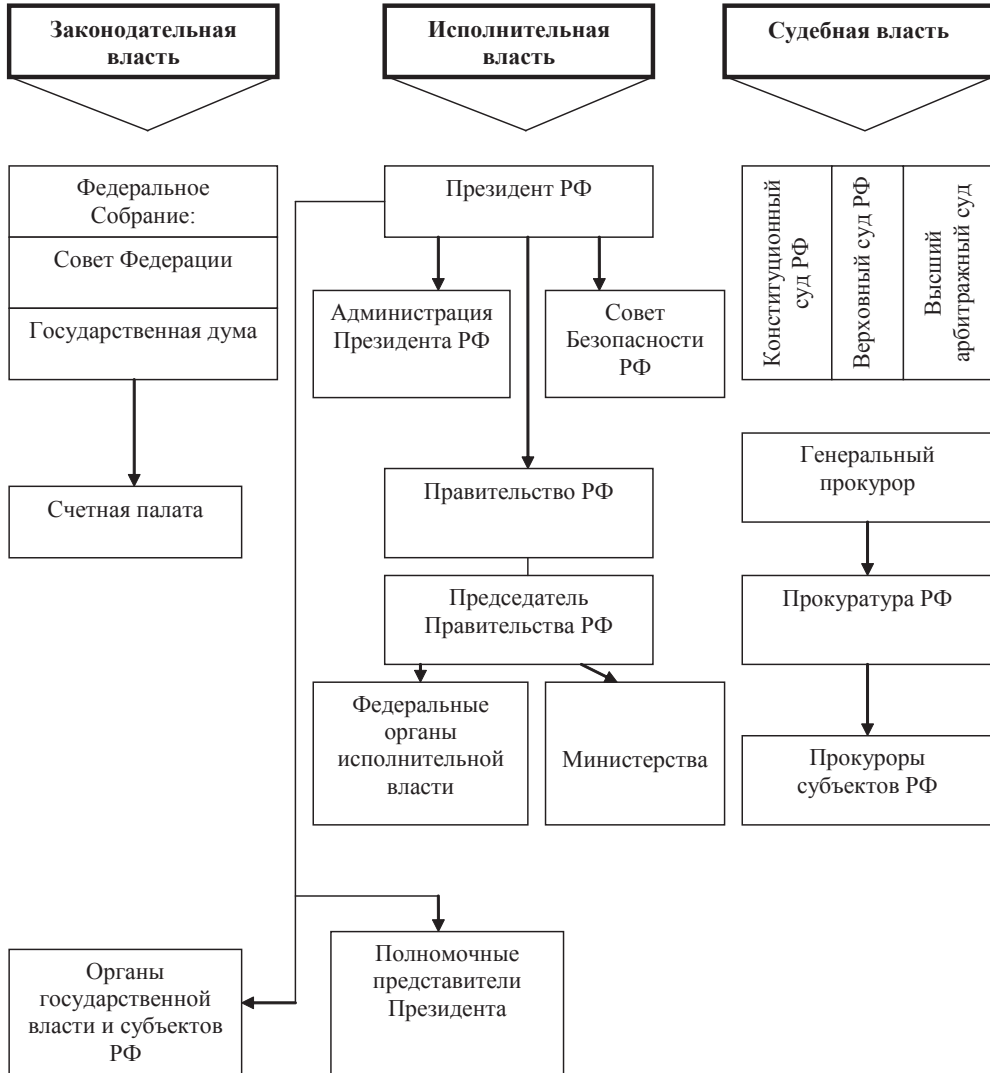 Законодательная
власть
Исполнительная
власть
Судебная власть
Федеральное
Собрание:
Совет Федерации
Государственная дума
Счетная палата
Президент РФ
Администрация
Президента РФ
Совет
Безопасности
РФ
Правительство РФ
Председатель
Правительства РФ
Федеральные
органы
исполнительной
власти
Министерства
Конституционный
суд РФ
Верховный суд РФ
Высший
арбитражный суд
Генеральный
прокурор
Прокуратура РФ
Прокуроры
субъектов РФ
Органы
государственной
власти и субъектов
РФ
Полномочные
представители
Президента